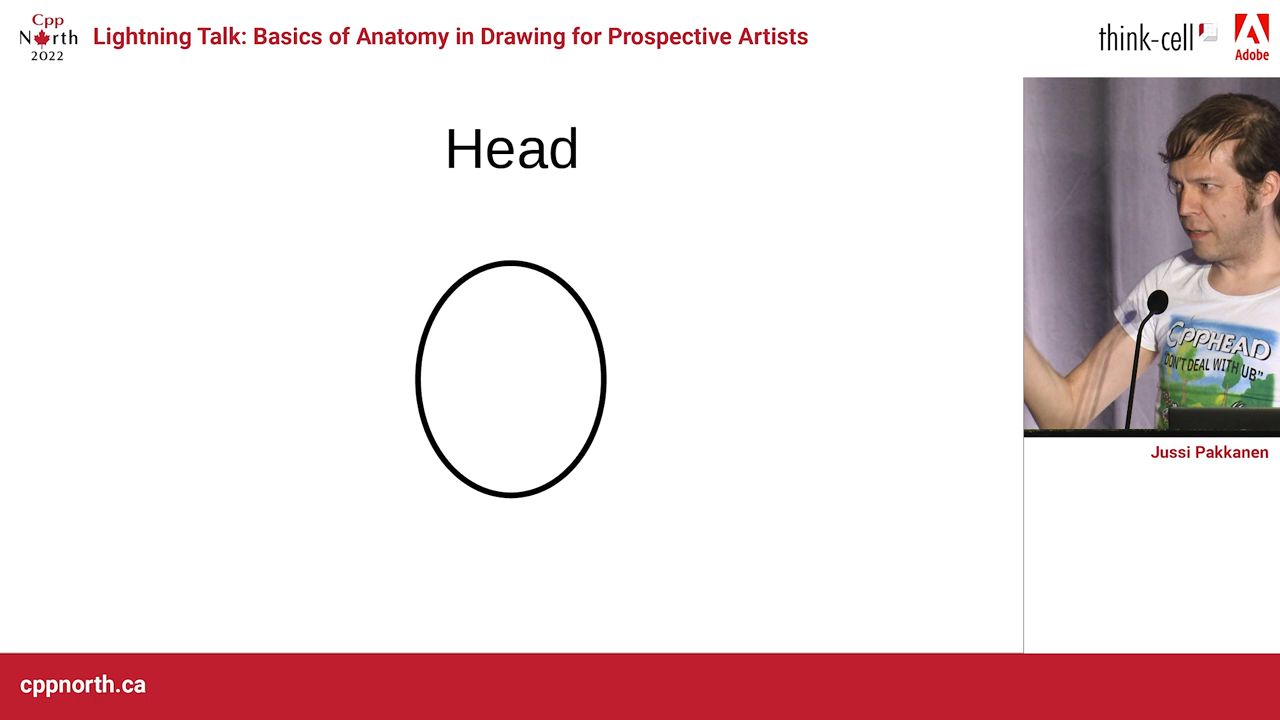 Cpp
North
2022
Lightning Talk: Basics of Anatomy in Drawing for Prospective Artists
think-cell
Adobe
Head
CPPHEAD
DON'T DEAL WITH UB"
Jussi Pakkanen
cppnorth.ca